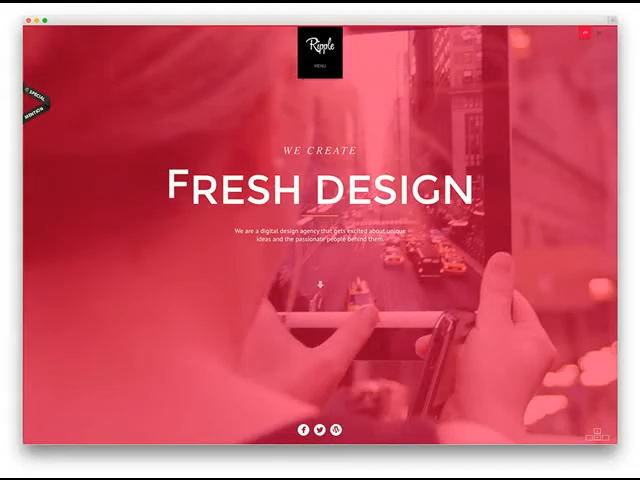 Ripple
MENU
SPECIAL
MENTION
WE CREATE
FRESH DESIGN
We are a digital design agency that gets excited about unique
ideas and the passionate people behind them.